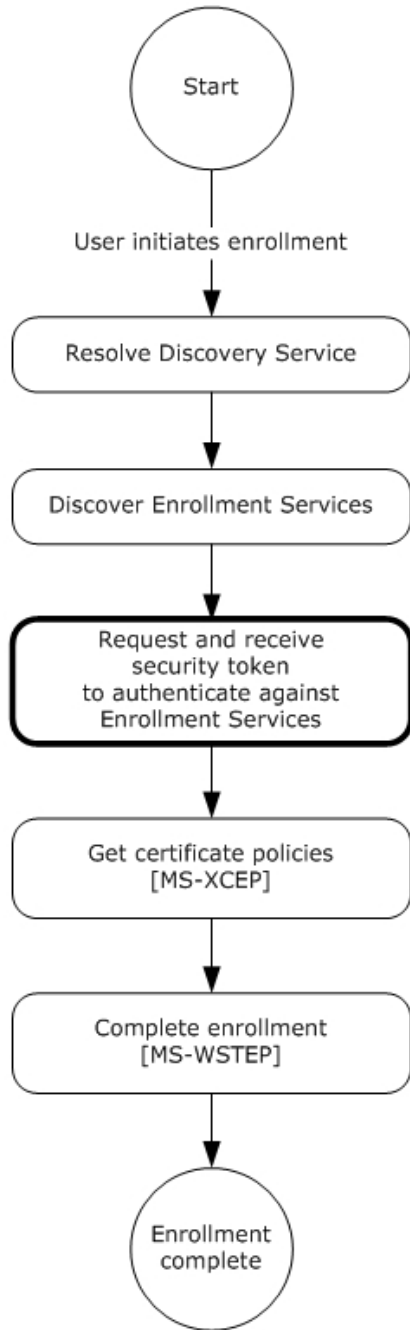 Start
User initiates enrollment
Resolve Discovery Service
Discover Enrollment Services
Request and receive
security token
to authenticate against
Enrollment Services
Get certificate policies
[MS-XCEP]
Complete enrollment
[MS-WSTEP]
Enrollment
complete